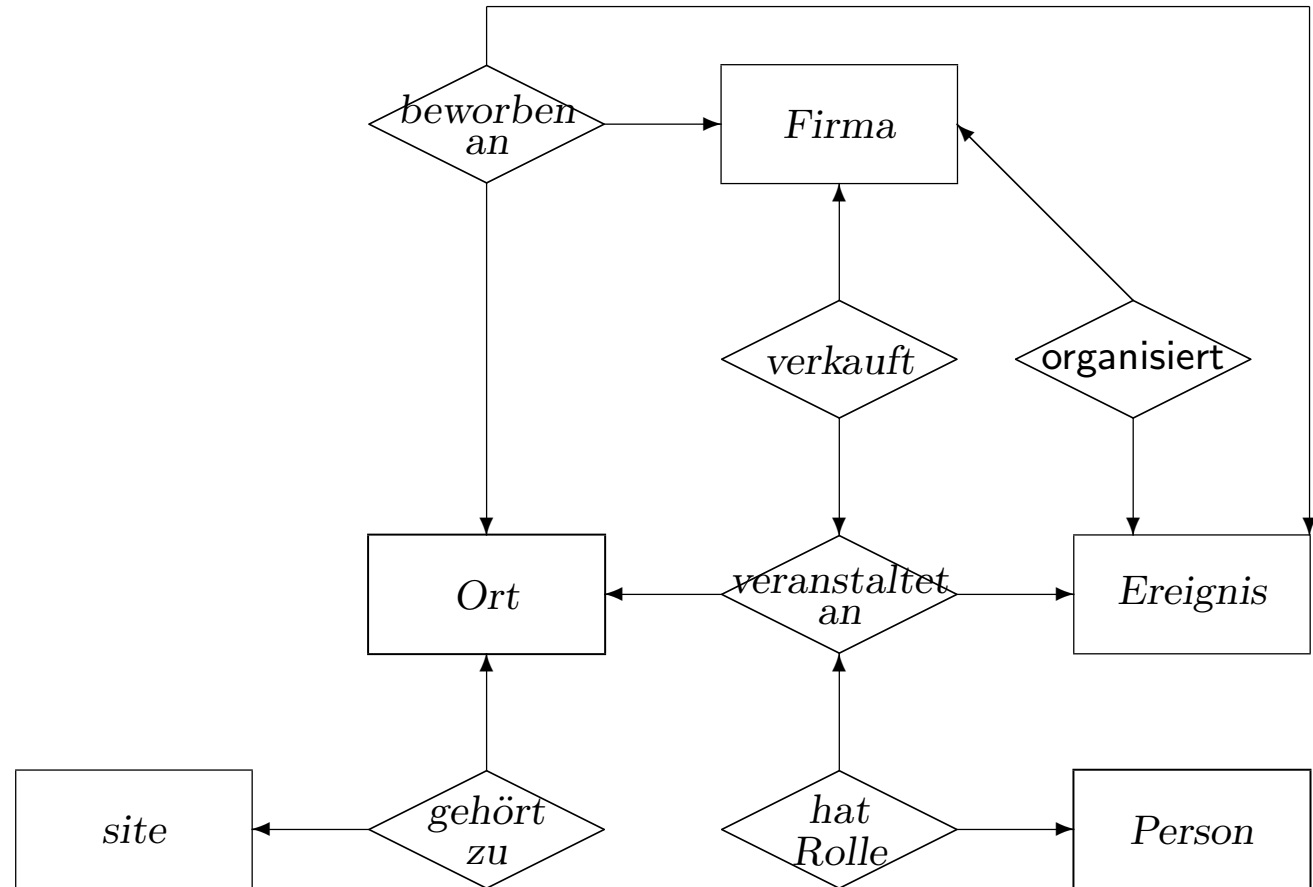 beworben
an
Firma
verkauft
organisiert
Ort
veranstaltet
an
Ereignis
site
gehört
zu
hat
Rolle
Person